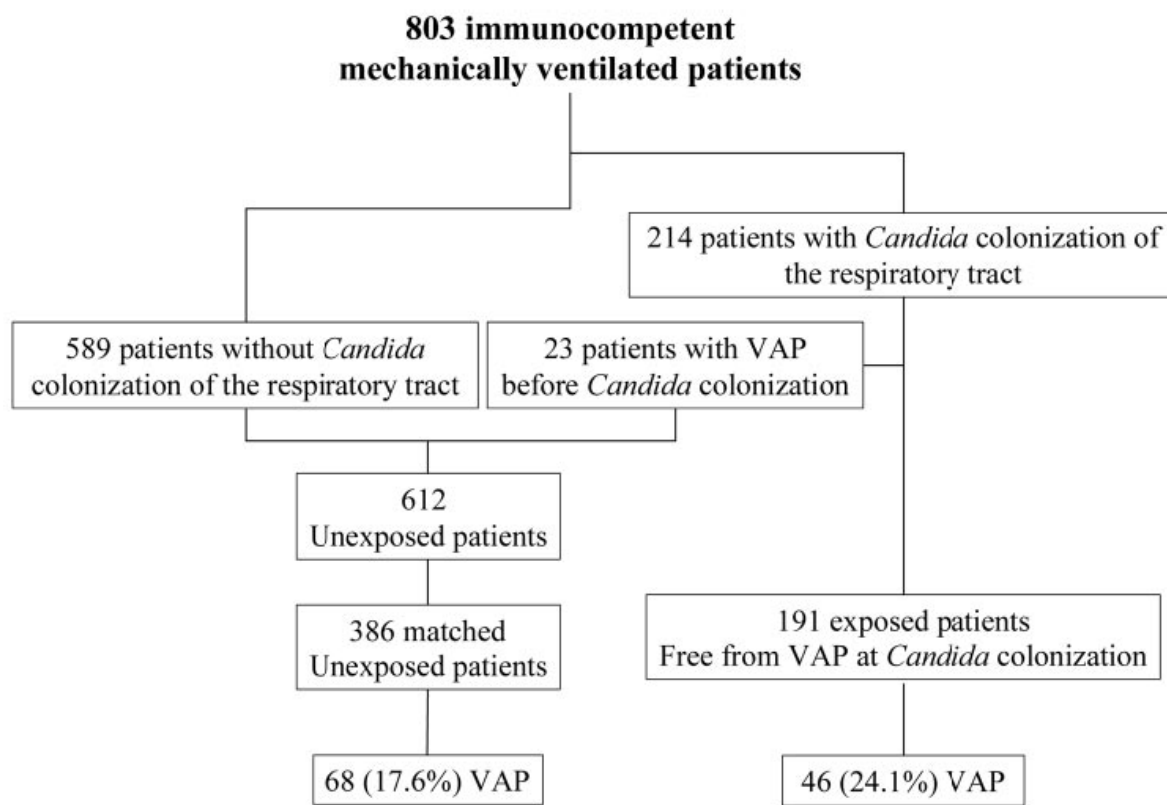 803 immunocompetent
mechanically ventilated patients
214 patients with Candida colonization of
the respiratory tract
589 patients without Candida
colonization of the respiratory tract
23 patients with VAP
before Candida colonization
612
Unexposed patients
386 matched
Unexposed patients
191 exposed patients
Free from VAP at Candida colonization
68 (17.6%) VAP
46 (24.1%) VAP